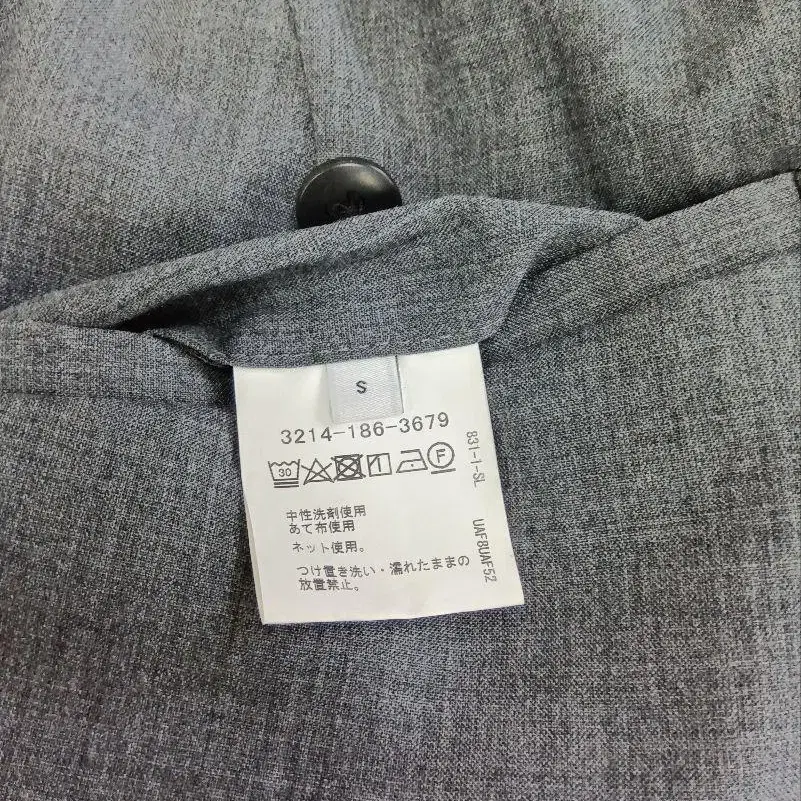 S
3214-186-3679
30 F
中性洗剤使用
あて布使用
ネット使用。
つけ置き洗い・濡れたままの
放置禁止。
831-1-SL
UAF8UAF52